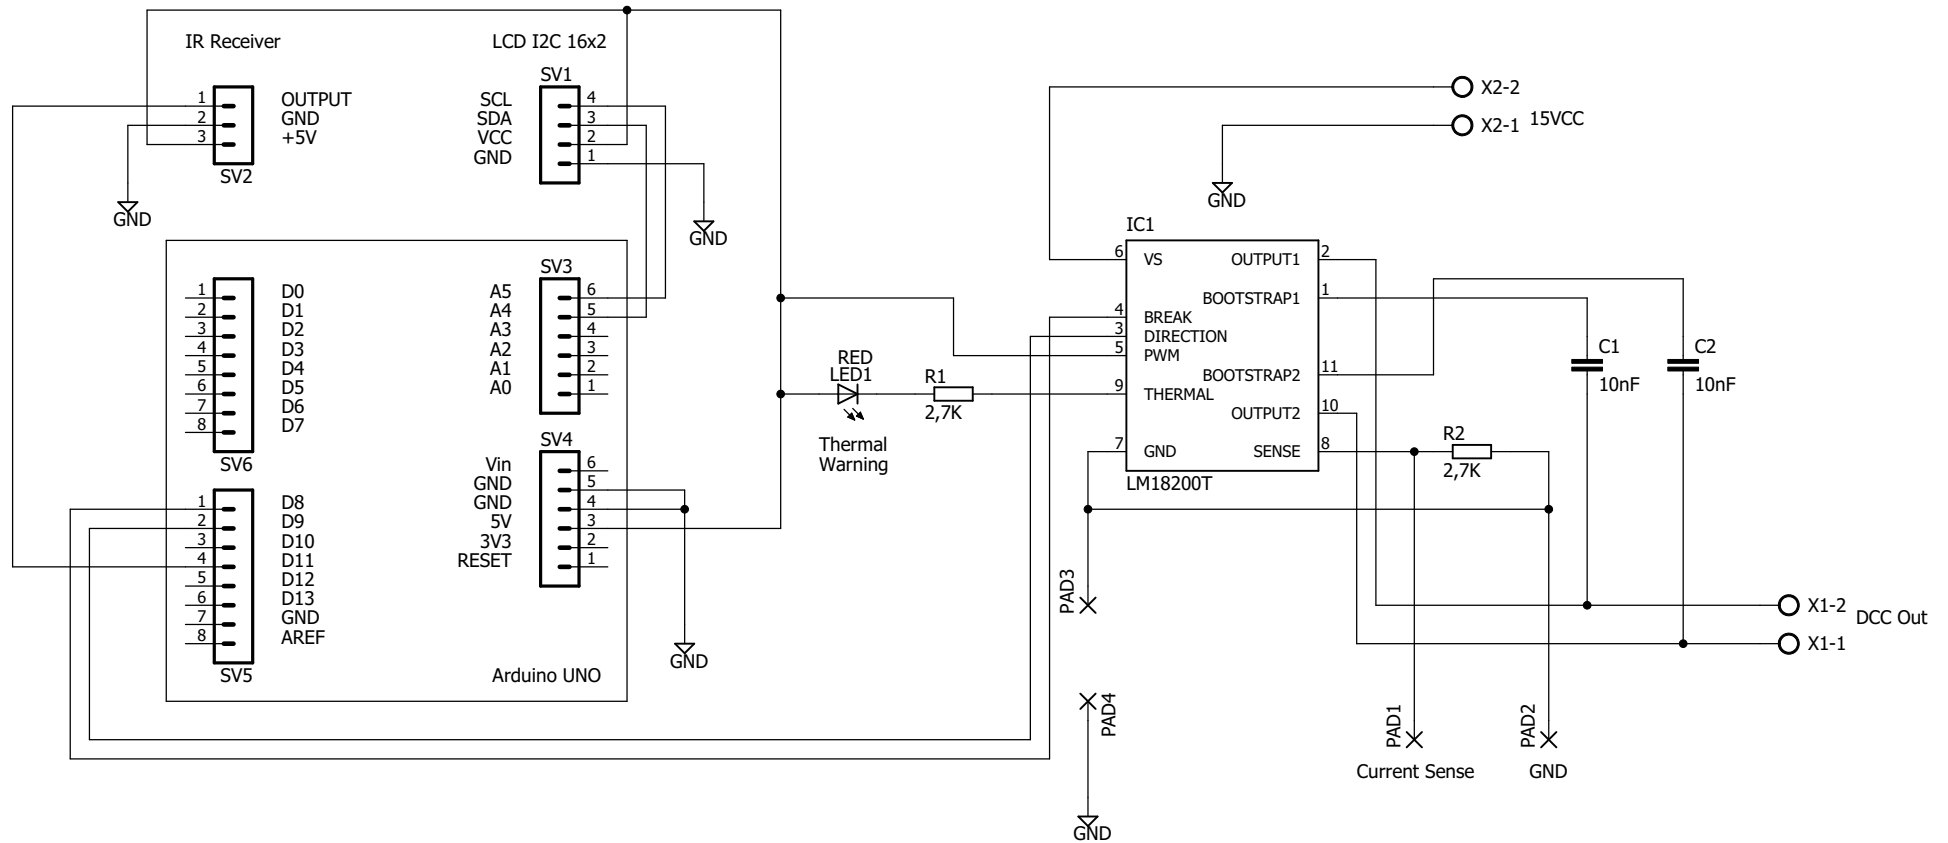 IR Receiver
LCD I2C 16x2
SV1
1 OUTPUT
2 GND
3 +5V
SV2
SCL 4
SDA 3
VCC 2
GND 1
GND
GND
X2-2
X2-1 15VCC
GND
SV3
1 D0
2 D1
3 D2
4 D3
5 D4
6 D5
7 D6
8 D7
SV6
A5 6
A4 5
A3 4
A2 3
A1 2
A0 1
SV4
Vin 6
GND 5
GND 4
5V 3
3V3 2
RESET 1
1 D8
2 D9
3 D10
4 D11
5 D12
6 D13
7 GND
8 AREF
SV5
Arduino UNO
GND
RED
LED1
Thermal
Warning
R1
2,7K
IC1
6 VS
4 BREAK
3 DIRECTION
5 PWM
9 THERMAL
7 GND
OUTPUT1 2
BOOTSTRAP1 1
BOOTSTRAP2 11
OUTPUT2 10
SENSE 8
LM18200T
R2
2,7K
C1
10nF
C2
10nF
PAD3
PAD4
GND
PAD1
Current Sense
PAD2
GND
X1-2
DCC Out
X1-1